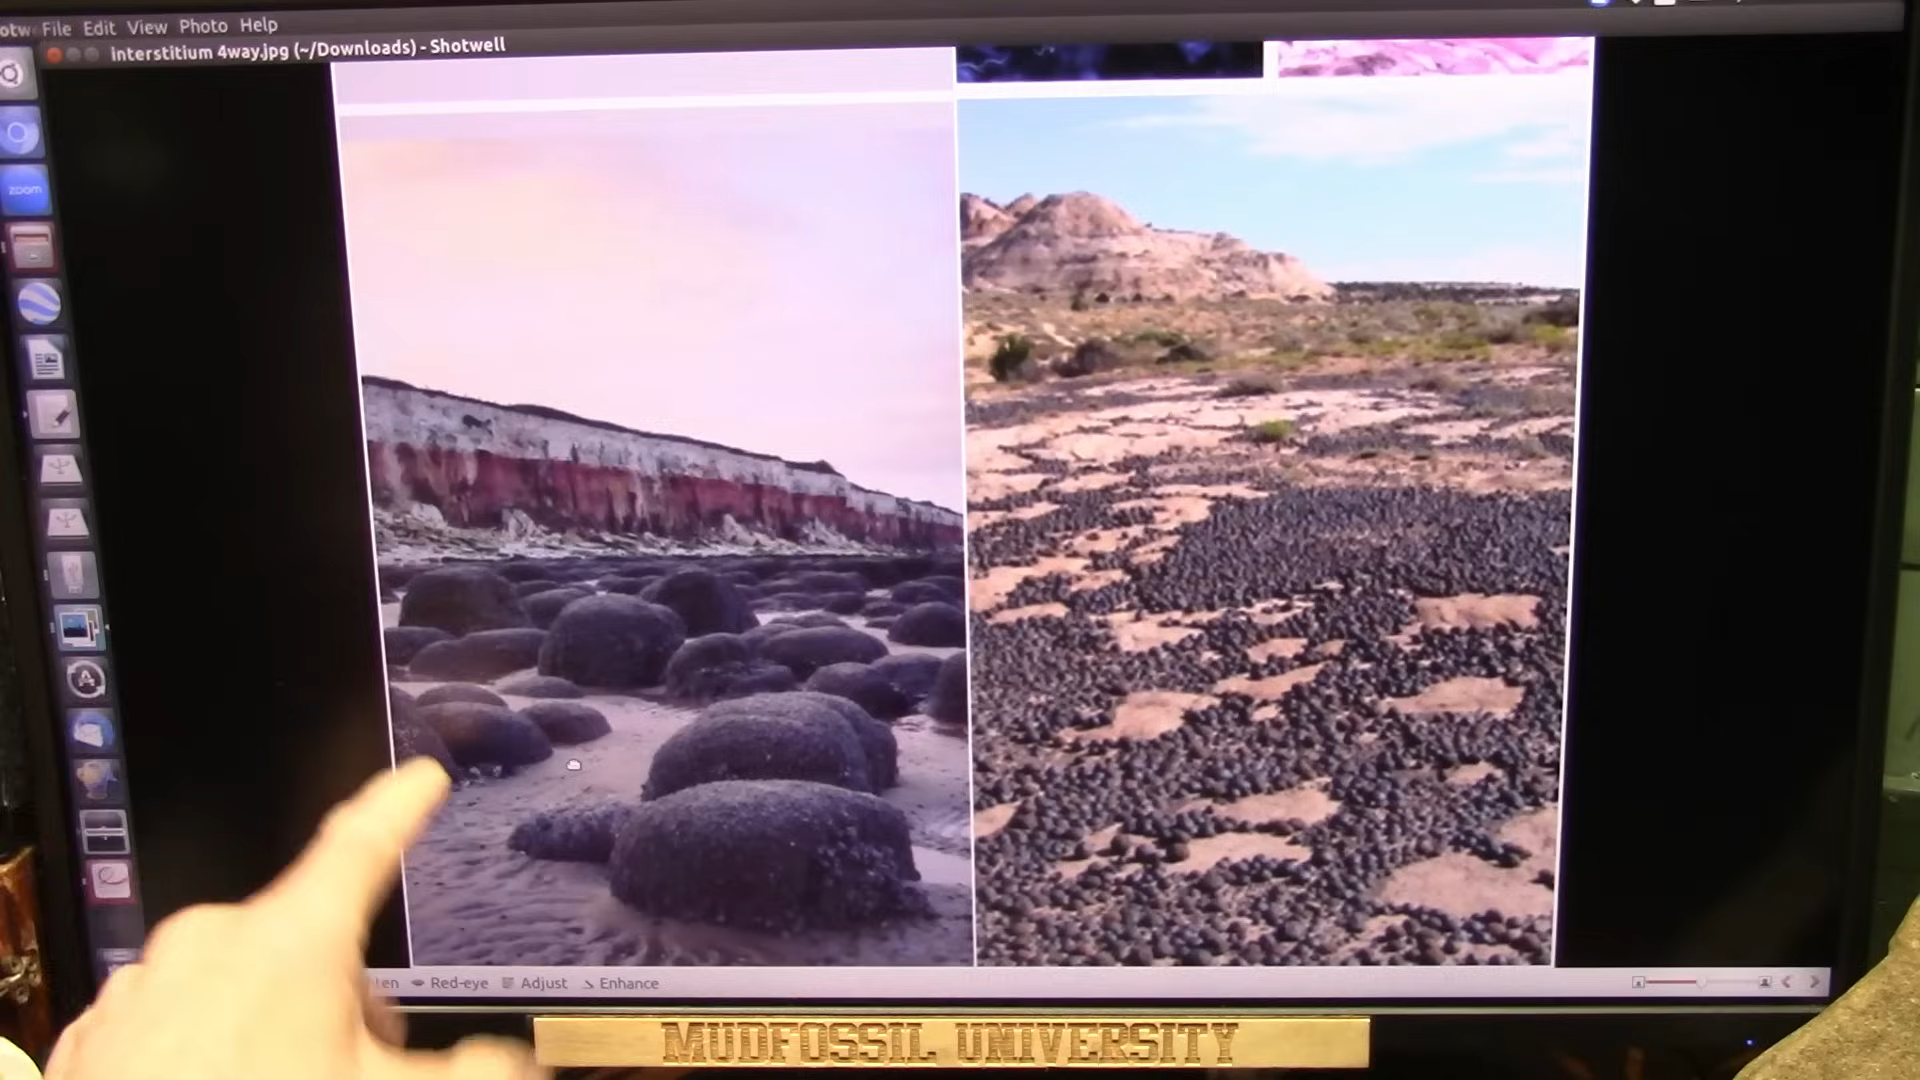 File Edit View Photo Help
interstitium 4way.jpg (~/Downloads) - Shotwell
zoom
Red-eye Adjust Enhance
MUDFOSSIL UNIVERSITY